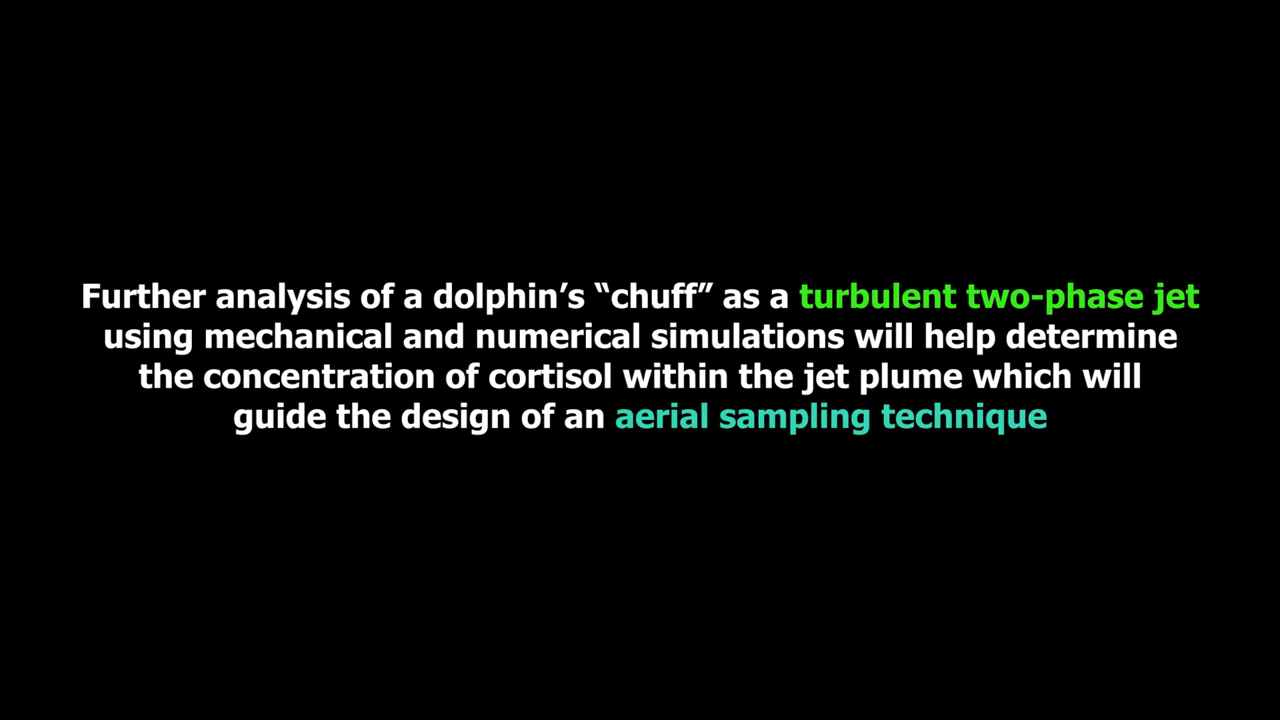 Further analysis of a dolphin’s “chuff” as a turbulent two-phase jet
using mechanical and numerical simulations will help determine
the concentration of cortisol within the jet plume which will
guide the design of an aerial sampling technique